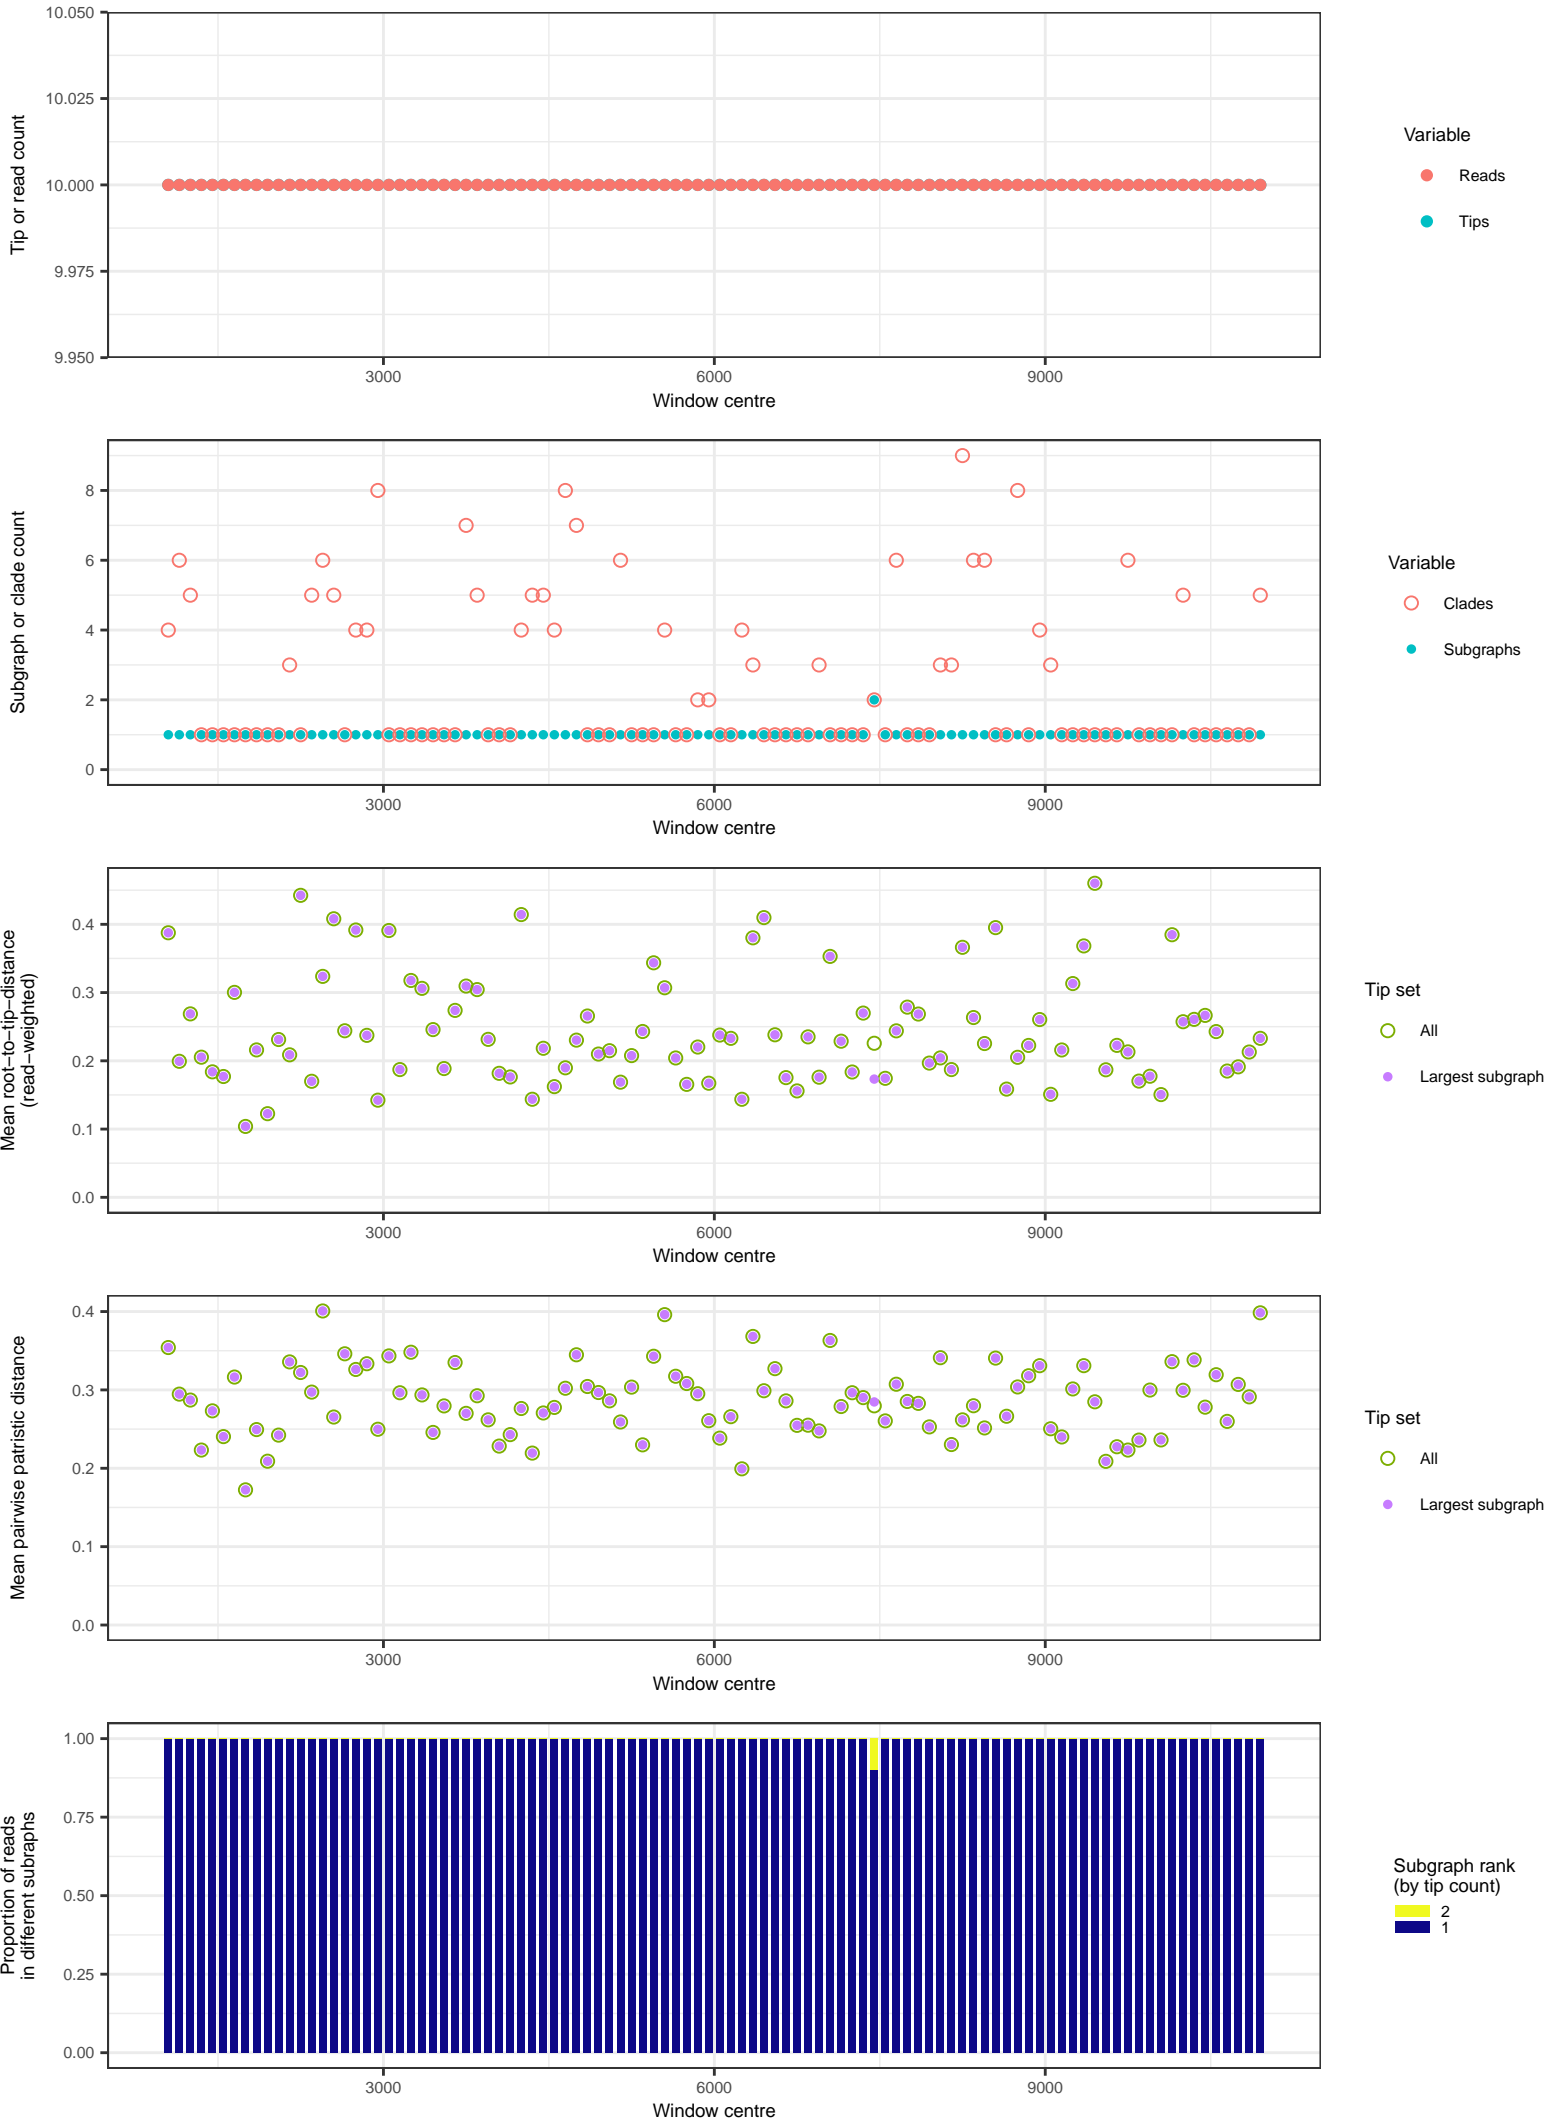 10.050
10.025
10.000
9.975
9.950
Tip or read count
3000 6000 9000
Window centre
Variable
Reads
Tips
8
6
4
2
0
Subgraph or clade count
3000 6000 9000
Window centre
Variable
Clades
Subgraphs
0.4
0.3
0.2
0.1
0.0
Mean root−to−tip−distance
(read−weighted)
3000 6000 9000
Window centre
Tip set
All
Largest subgraph
0.4
0.3
0.2
0.1
0.0
Mean pairwise patristic distance
3000 6000 9000
Window centre
Tip set
All
Largest subgraph
1.00
0.75
0.50
0.25
0.00
Proportion of reads
in different subraphs
3000 6000 9000
Window centre
Subgraph rank
(by tip count)
2
1